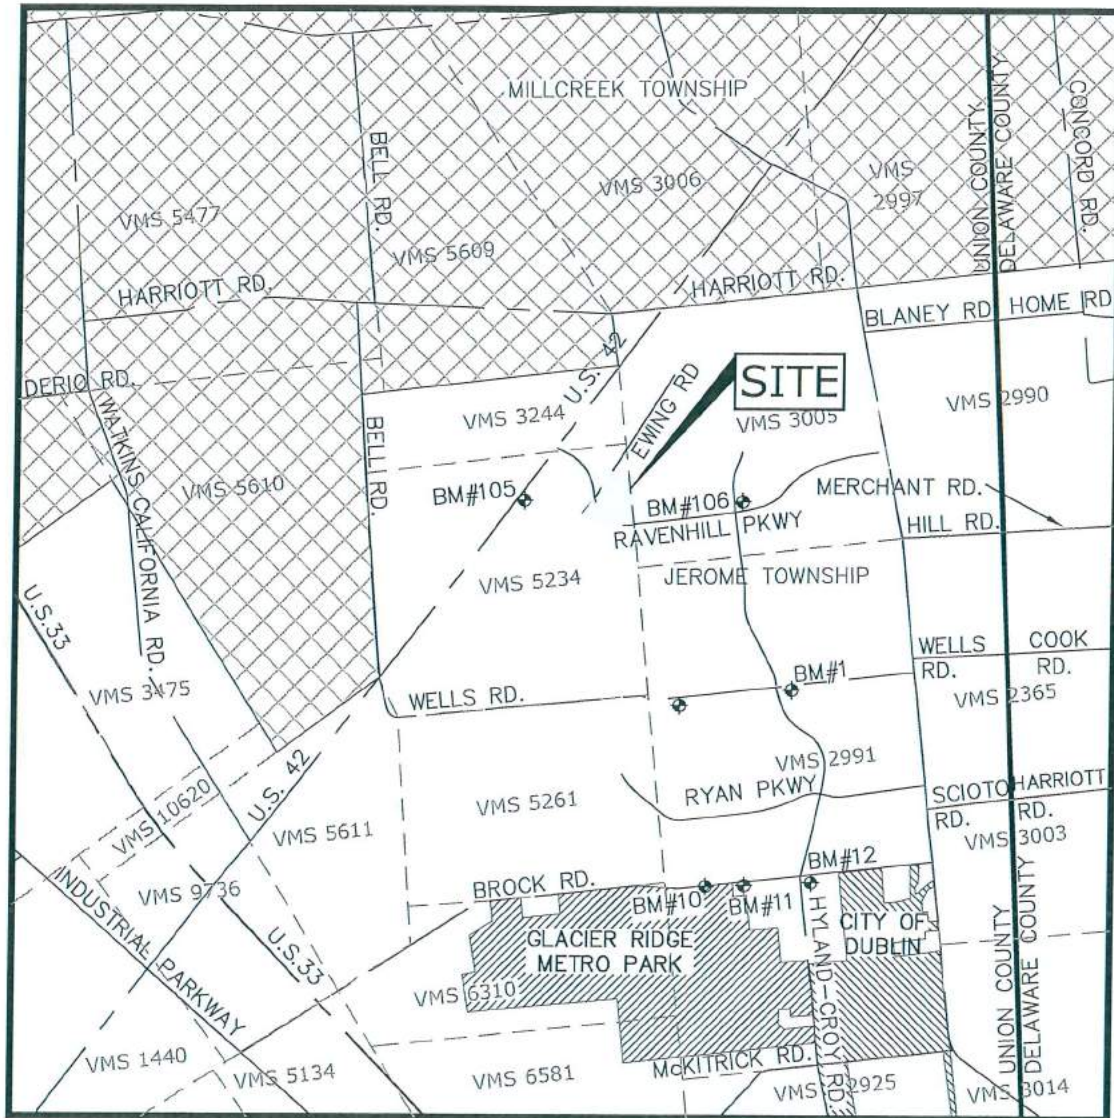 MILLCREEK TOWNSHIP
UNION COUNTY
DELAWARE COUNTY
CONCORD RD.
BELL RD.
VMS 3006
VMS
2997
VMS 5477
VMS 5609
HARRIOTT RD.
HARRIOTT RD.
BLANEY RD
HOME RD
U.S. 42
DERIO RD.
SITE
EWING RD
VMS 3244
VMS 3005
VMS 2990
WATKINS-CALIFORNIA RD.
BELL RD.
VMS 5610
BM#105
BM#106
MERCHANT RD.
RAVENHILL PKWY
HILL RD.
VMS 5234
JEROME TOWNSHIP
U.S.33
WELLS RD.
COOK RD.
VMS 3475
BM#1
WELLS RD.
VMS 2365
VMS 2991
U.S. 42
RYAN PKWY
VMS 10620
VMS 5261
SCIOTO RD.
HARRIOTT RD.
VMS 5611
VMS 3003
BM#12
VMS 9736
BROCK RD.
BM#10
BM#11
INDUSTRIAL PARKWAY
U.S.33
GLACIER RIDGE
METRO PARK
HYLAND-CROY RD.
CITY OF
DUBLIN
VMS 6310
UNION COUNTY
DELAWARE COUNTY
McKITRICK RD.
VMS 1440
VMS 5134
VMS 6581
VMS 2925
VMS 3014